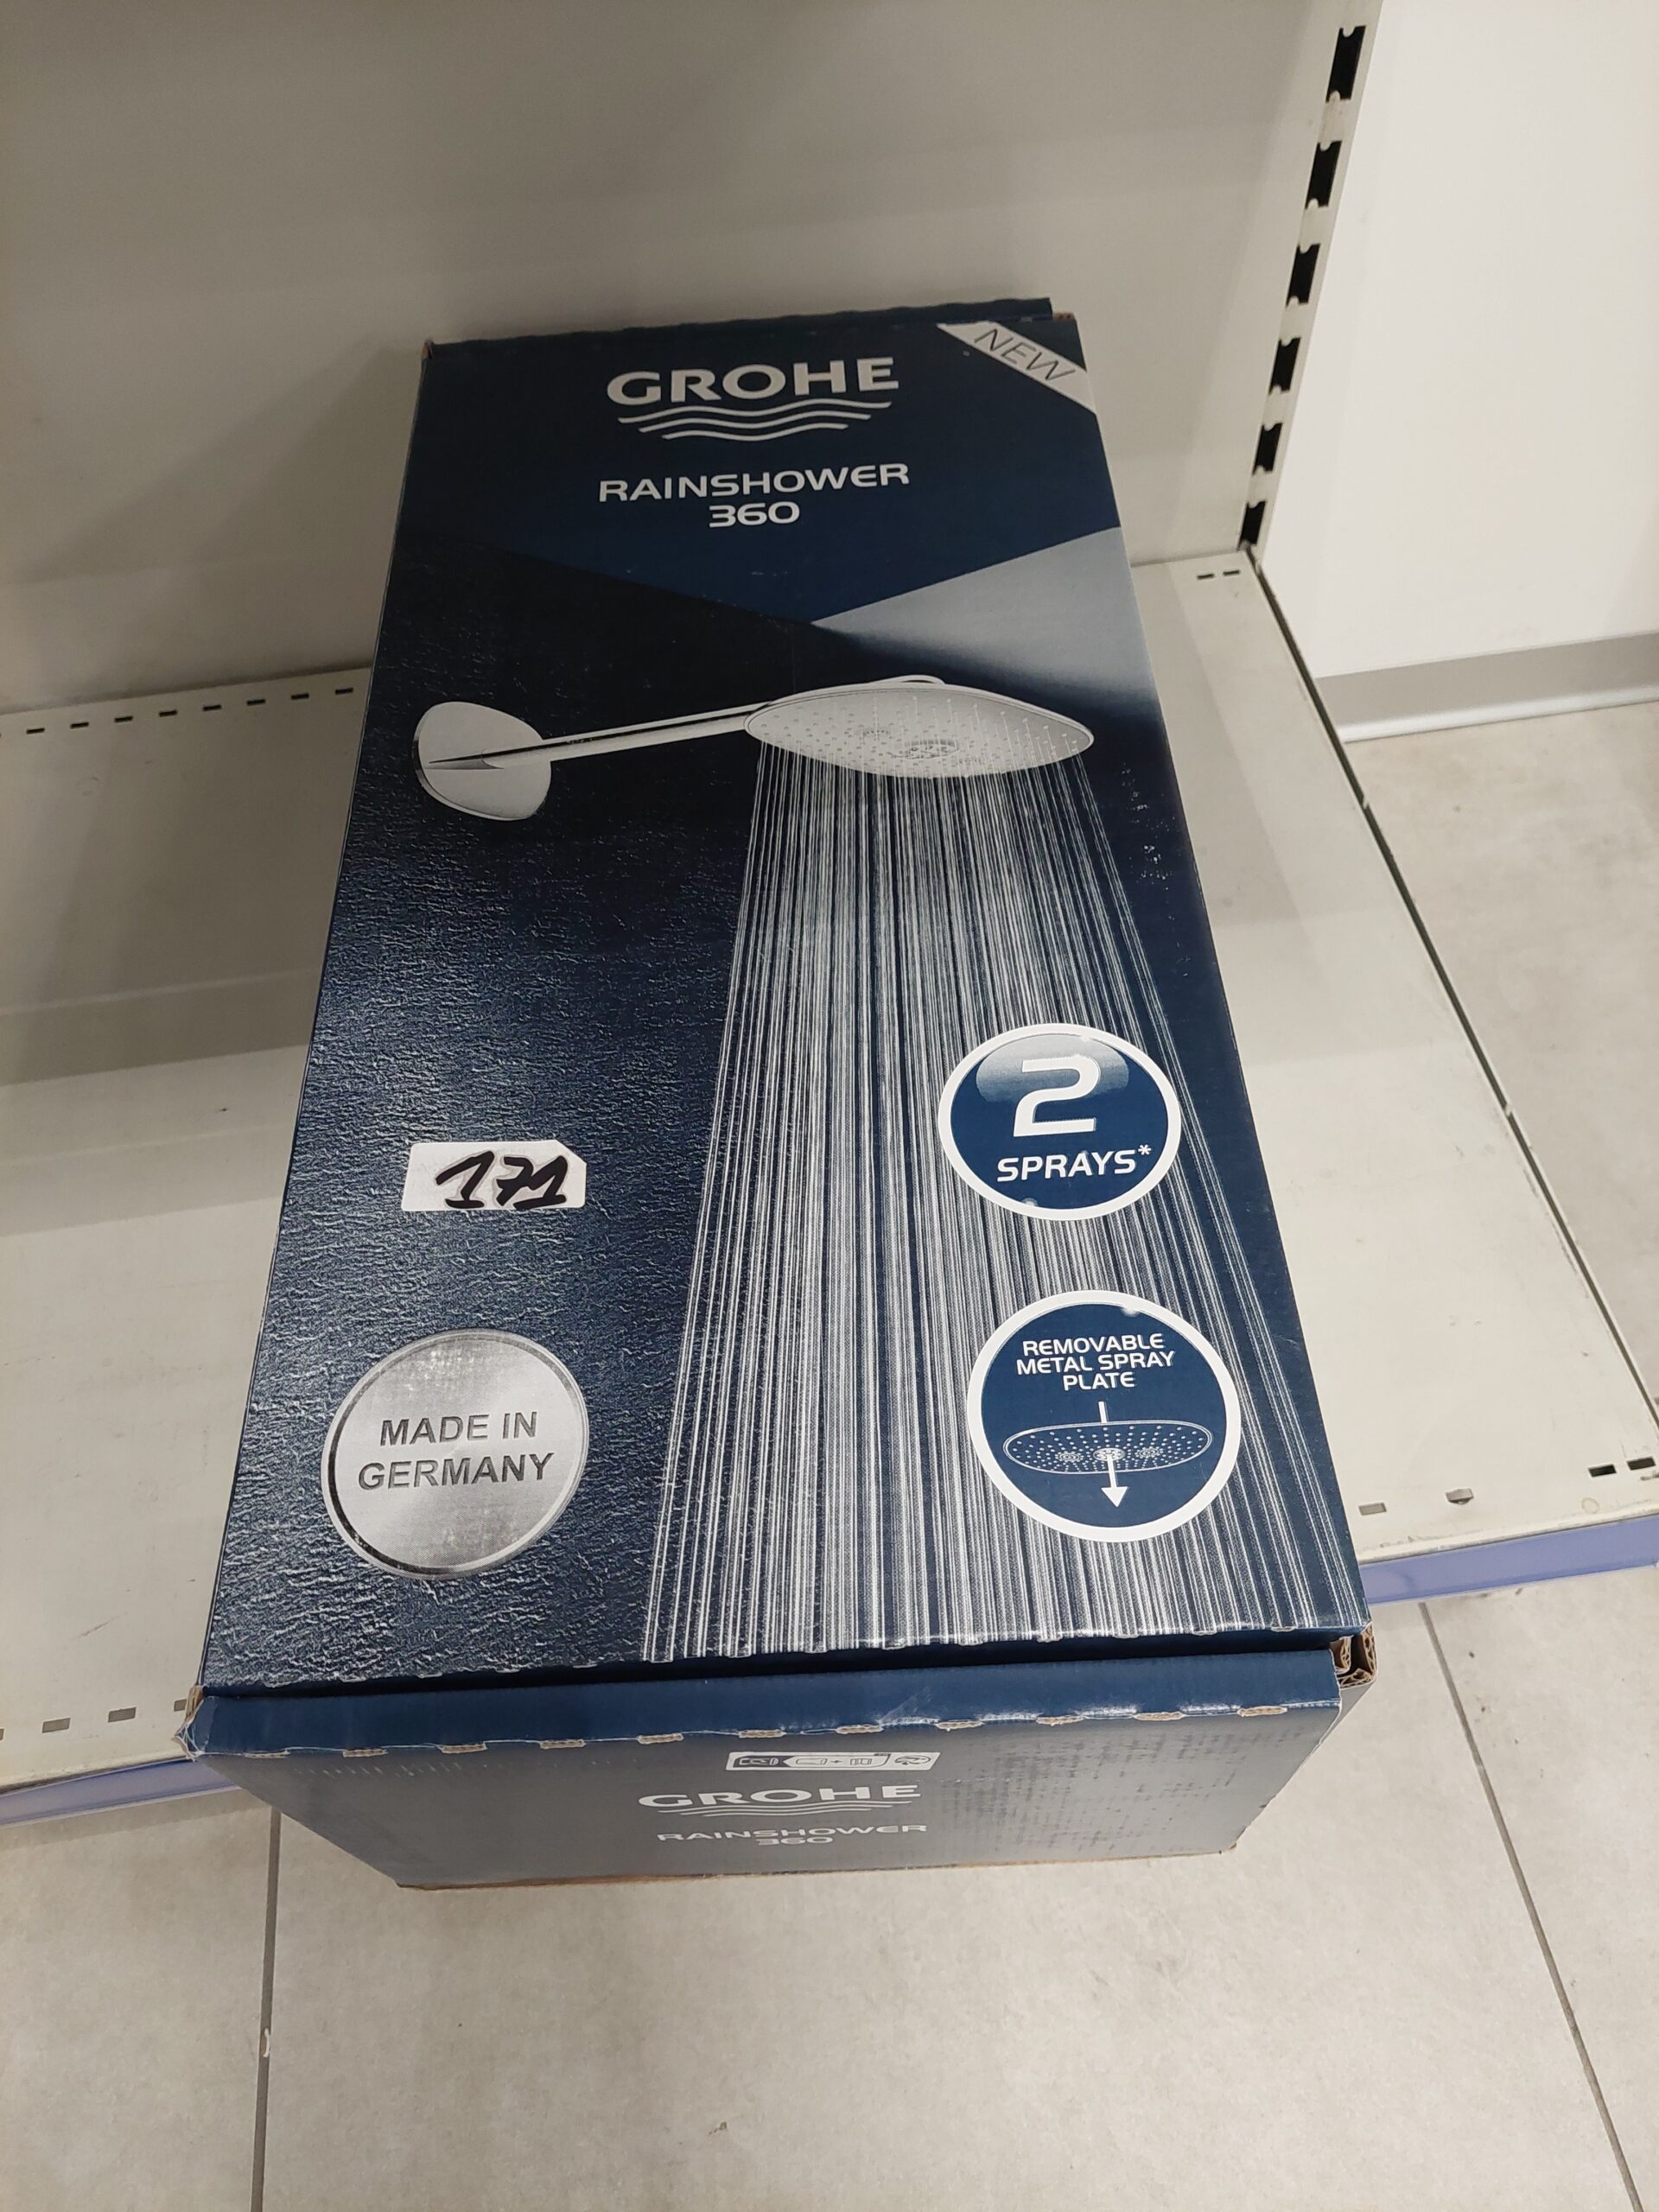 NEW
GROHE
RAINSHOWER
360
2
SPRAYS*
171
REMOVABLE
METAL SPRAY
PLATE
MADE IN
GERMANY
GROHE
RAINSHOWER
360